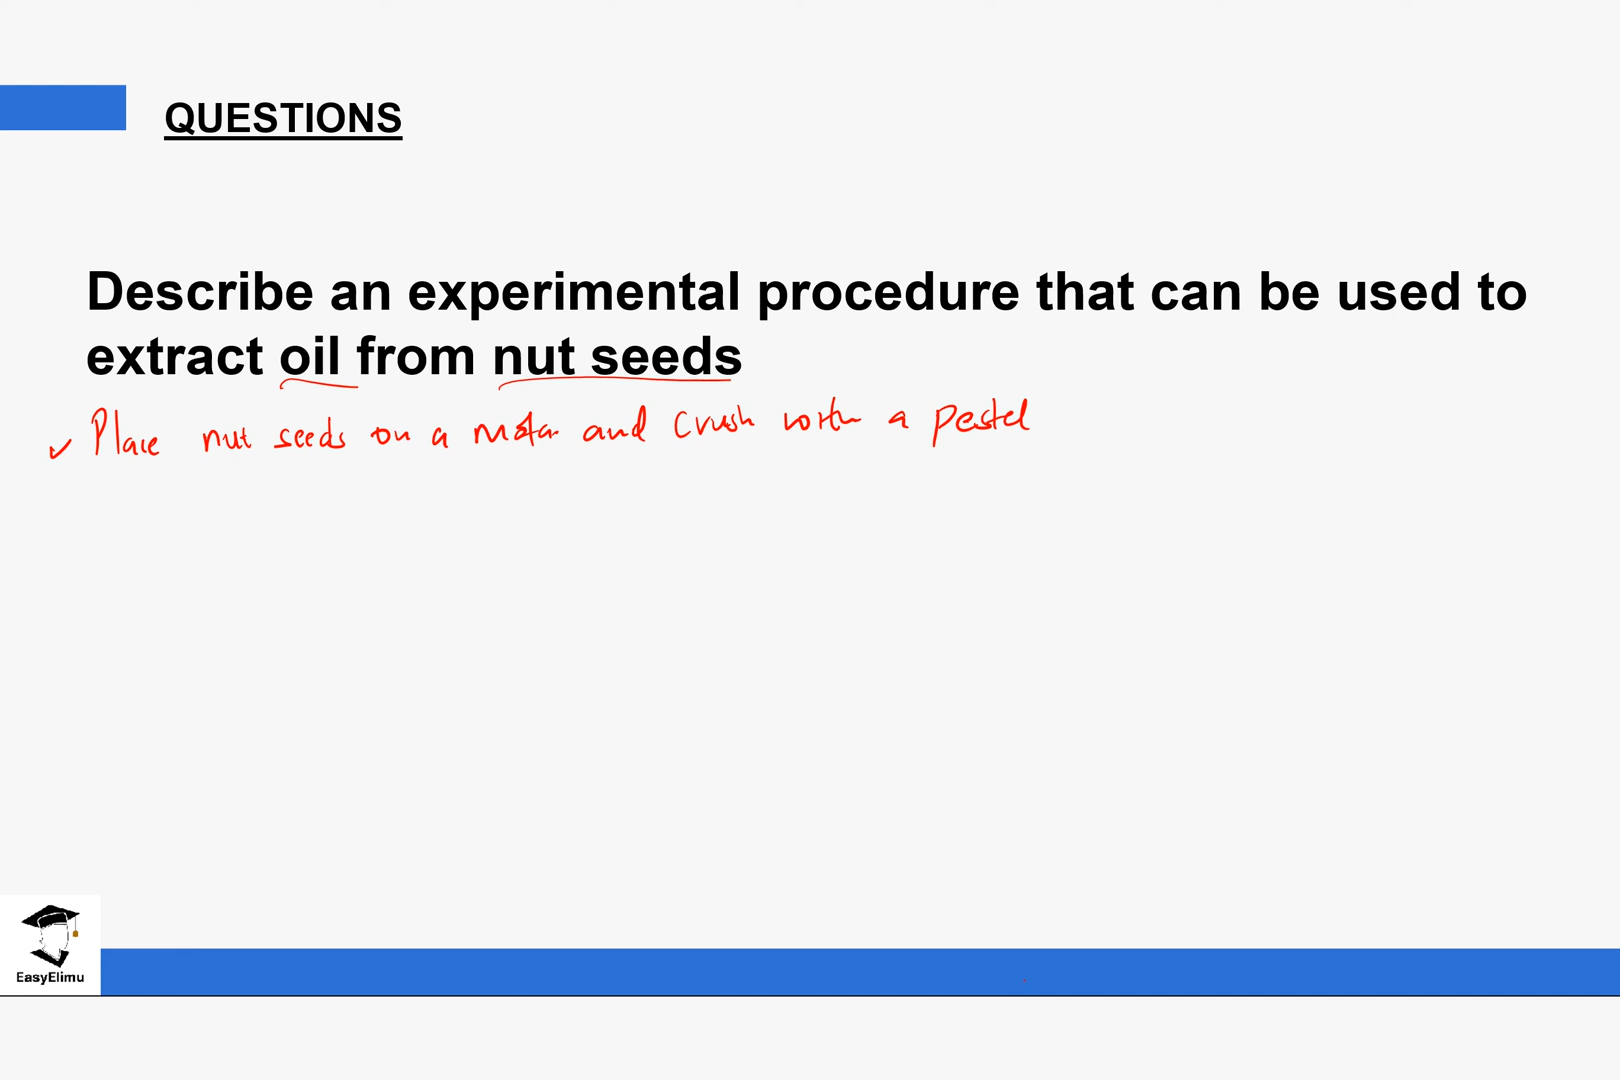 QUESTIONS
Describe an experimental procedure that can be used to
extract oil from nut seeds
✓ Place nut seeds on a motar and crush with a pestel
EasyElimu